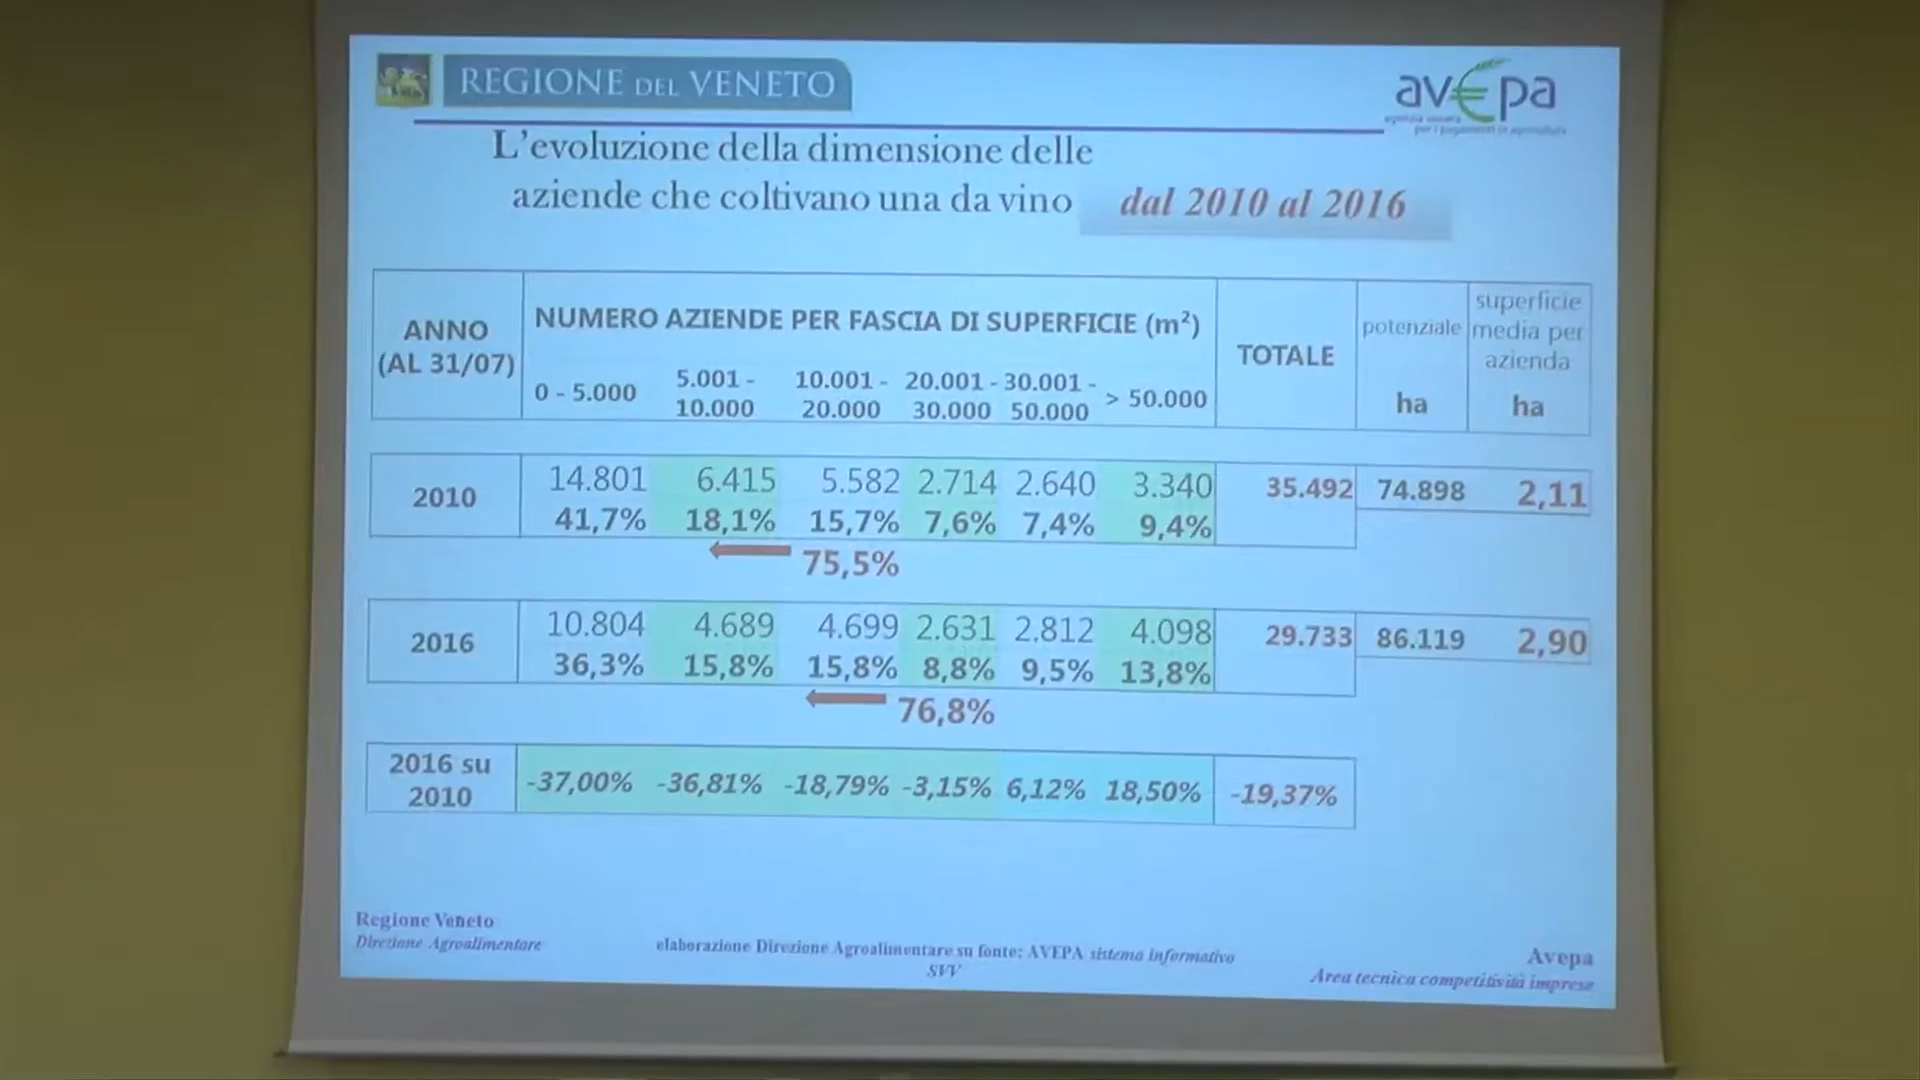 REGIONE DEL VENETO
avepa
agenzia veneta
per i pagamenti in agricoltura
L'evoluzione della dimensione delle
aziende che coltivano una da vino
dal 2010 al 2016
ANNO
(AL 31/07)
NUMERO AZIENDE PER FASCIA DI SUPERFICIE (m²)
0 - 5.000
5.001 -
10.000
10.001 -
20.000
20.001 -
30.000
30.001 -
50.000
> 50.000
TOTALE
potenziale
ha
superficie
media per
azienda
ha
2010
14.801 6.415 5.582 2.714 2.640 3.340 35.492 74.898 2,11
41,7% 18,1% 15,7% 7,6% 7,4% 9,4%
75,5%
2016
10.804 4.689 4.699 2.631 2.812 4.098 29.733 86.119 2,90
36,3% 15,8% 15,8% 8,8% 9,5% 13,8%
76,8%
2016 su
2010
-37,00% -36,81% -18,79% -3,15% 6,12% 18,50% -19,37%
Regione Veneto
Direzione Agroalimentare
elaborazione Direzione Agroalimentare su fonte: AVEPA sistema informativo
SVV
Avepa
Area tecnica competitività imprese